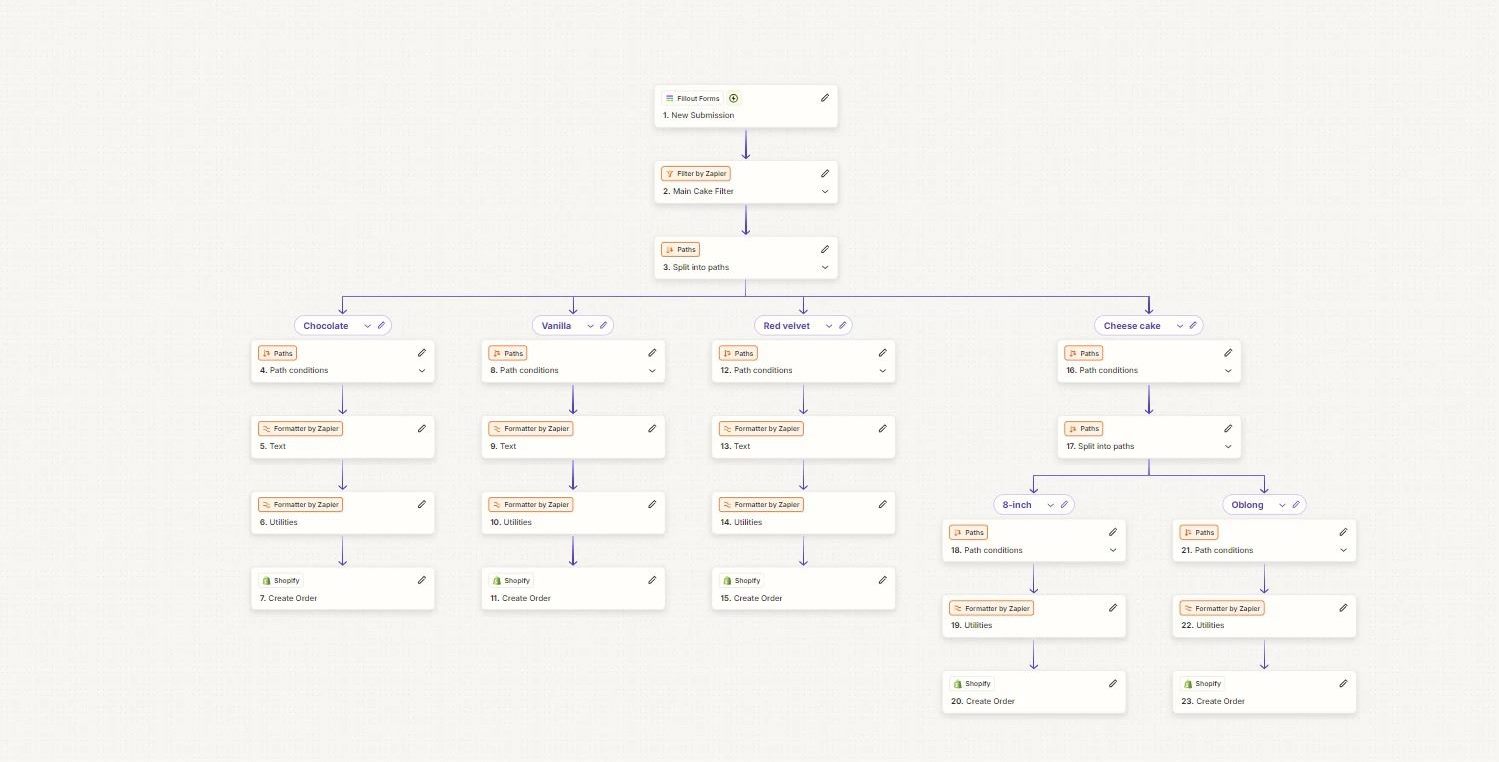 Fillout Forms
1. New Submission
Filter by Zapier
2. Main Cake Filter
Paths
3. Split into paths
Chocolate
Paths
4. Path conditions
Formatter by Zapier
5. Text
Formatter by Zapier
6. Utilities
Shopify
7. Create Order
Vanilla
Paths
8. Path conditions
Formatter by Zapier
9. Text
Formatter by Zapier
10. Utilities
Shopify
11. Create Order
Red velvet
Paths
12. Path conditions
Formatter by Zapier
13. Text
Formatter by Zapier
14. Utilities
Shopify
15. Create Order
Cheese cake
Paths
16. Path conditions
Paths
17. Split into paths
8-inch
Paths
18. Path conditions
Formatter by Zapier
19. Utilities
Shopify
20. Create Order
Oblong
Paths
21. Path conditions
Formatter by Zapier
22. Utilities
Shopify
23. Create Order